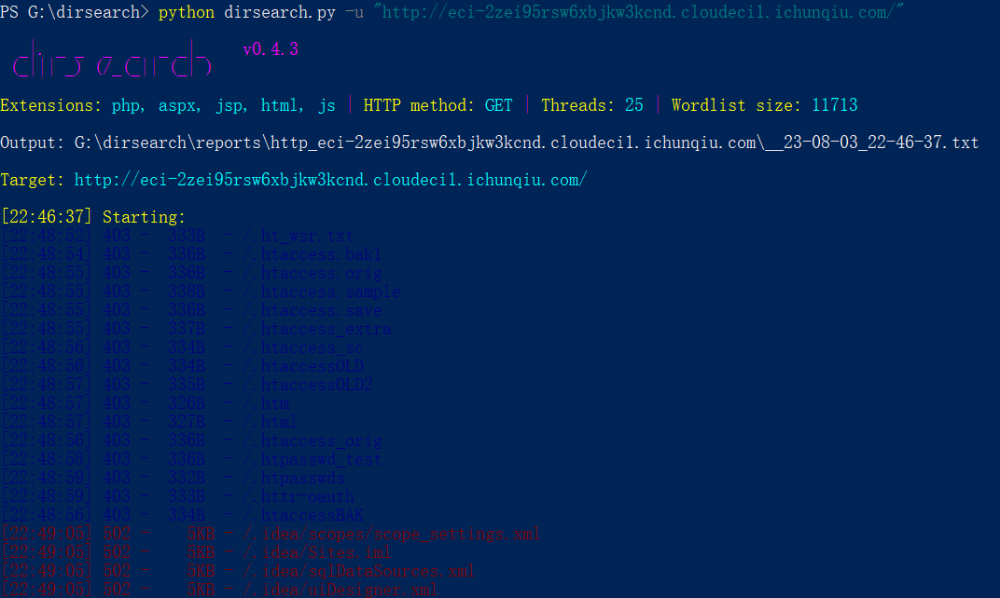 PS G:\dirsearch> python dirsearch.py -u "http://eci-2zei95rsw6xbjkw3kcnd.cloudeci1.ichunqiu.com/"
v0.4.3
Extensions: php, aspx, jsp, html, js | HTTP method: GET | Threads: 25 | Wordlist size: 11713
Output: G:\dirsearch\reports\http_eci-2zei95rsw6xbjkw3kcnd.cloudeci1.ichunqiu.com\__23-08-03_22-46-37.txt
Target: http://eci-2zei95rsw6xbjkw3kcnd.cloudeci1.ichunqiu.com/
[22:46:37] Starting:
[22:48:52] 403 - 333B - /.ht_wsr.txt
[22:48:54] 403 - 336B - /.htaccess.bak1
[22:48:55] 403 - 336B - /.htaccess.orig
[22:48:55] 403 - 338B - /.htaccess.sample
[22:48:55] 403 - 336B - /.htaccess.save
[22:48:55] 403 - 337B - /.htaccess_extra
[22:48:56] 403 - 334B - /.htaccess_sc
[22:48:56] 403 - 334B - /.htaccessOLD
[22:48:57] 403 - 335B - /.htaccessOLD2
[22:48:57] 403 - 326B - /.htm
[22:48:57] 403 - 327B - /.html
[22:48:56] 403 - 336B - /.htaccess_orig
[22:48:58] 403 - 336B - /.htpasswd_test
[22:48:59] 403 - 332B - /.htpasswds
[22:48:59] 403 - 333B - /.httr-oauth
[22:48:56] 403 - 334B - /.htaccessBAK
[22:49:05] 502 - 5KB - /.idea/scopes/scope_settings.xml
[22:49:05] 502 - 5KB - /.idea/Sites.iml
[22:49:05] 502 - 5KB - /.idea/sqlDataSources.xml
[22:49:05] 502 - 5KB - /.idea/uiDesigner.xml